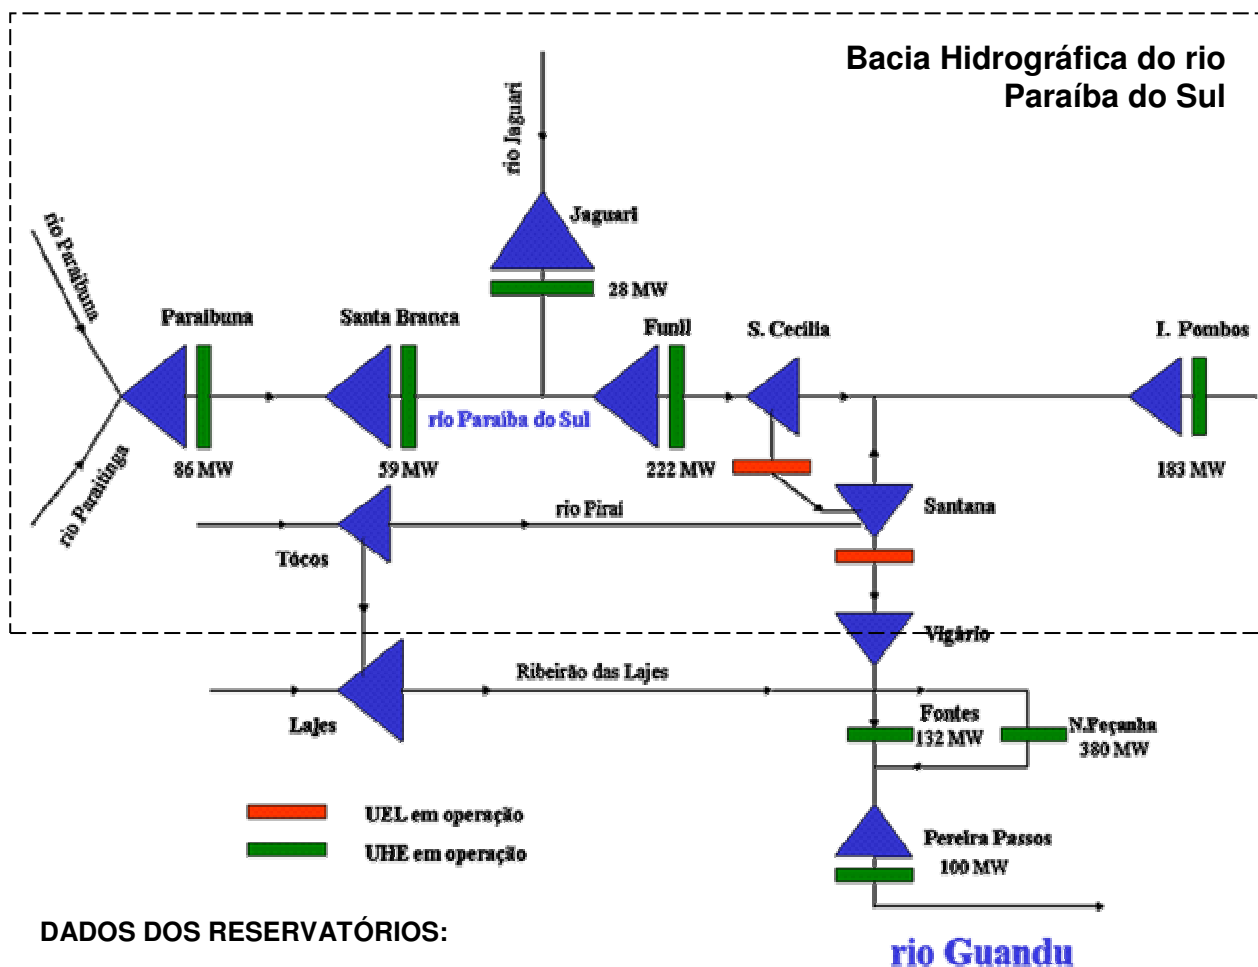 Bacia Hidrográfica do rio
Paraíba do Sul
rio Jaguari
Jaguari
28 MW
rio Paraibuna
Paraibuna
Santa Branca
Funil
S. Cecília
I. Pombos
rio Paraíba do Sul
86 MW
59 MW
222 MW
183 MW
rio Paraitinga
rio Piraí
Santana
Tócos
Vigário
Ribeirão das Lajes
Lajes
Fontes
132 MW
N.Peçanha
380 MW
UEL em operação
UHE em operação
Pereira Passos
100 MW
DADOS DOS RESERVATÓRIOS:
rio Guandu